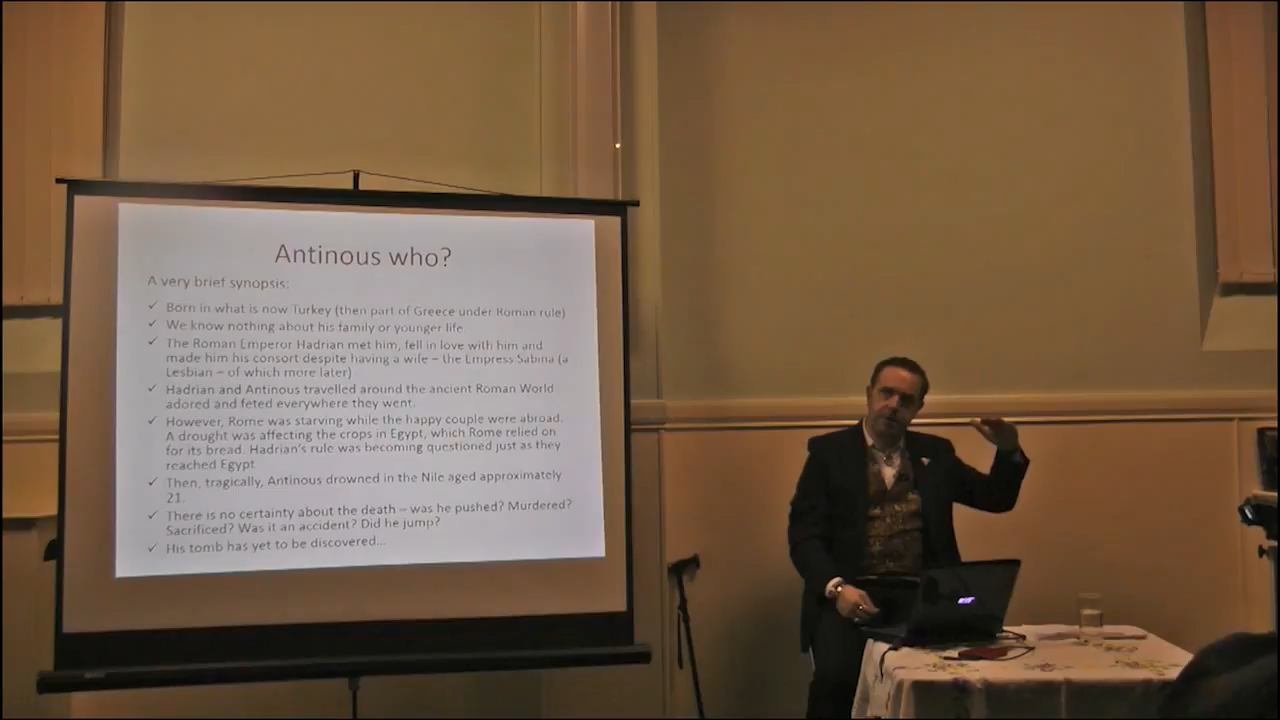 Antinous who?
A very brief synopsis:
✓ Born in what is now Turkey (then part of Greece under Roman rule)
✓ We know nothing about his family or younger life
✓ The Roman Emperor Hadrian met him, fell in love with him and
made him his consort despite having a wife – the Empress Sabina (a
Lesbian – of which more later)
✓ Hadrian and Antinous travelled around the ancient Roman World
adored and feted everywhere they went.
✓ However, Rome was starving while the happy couple were abroad.
A drought was affecting the crops in Egypt, which Rome relied on
for its bread. Hadrian's rule was becoming questioned just as they
reached Egypt
✓ Then, tragically, Antinous drowned in the Nile aged approximately
21.
✓ There is no certainty about the death – was he pushed? Murdered?
Sacrificed? Was it an accident? Did he jump?
✓ His tomb has yet to be discovered...